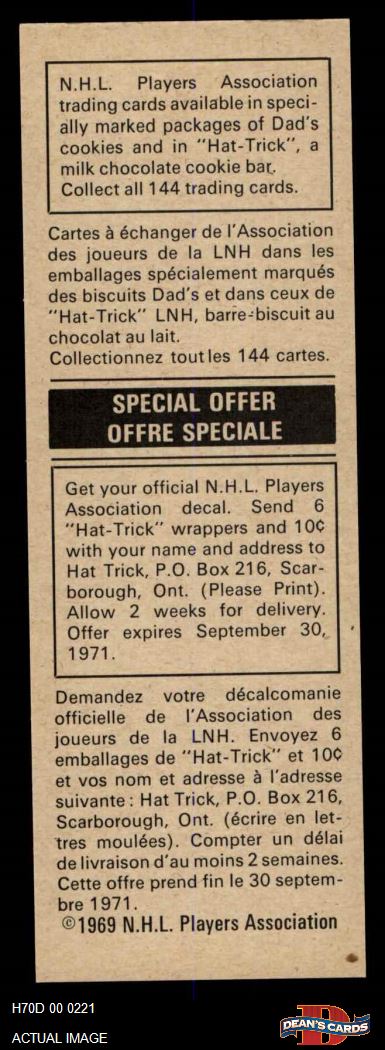 N.H.L. Players Association
trading cards available in speci-
ally marked packages of Dad's
cookies and in "Hat-Trick", a
milk chocolate cookie bar.
Collect all 144 trading cards.
Cartes à échanger de l'Association
des joueurs de la LNH dans les
emballages spécialement marqués
des biscuits Dad's et dans ceux de
"Hat-Trick" LNH, barre-biscuit au
chocolat au lait.
Collectionnez toutles 144 cartes.
SPECIAL OFFER
OFFRE SPECIALE
Get your official N.H.L. Players
Association decal. Send 6
"Hat-Trick" wrappers and 10¢
with your name and address to
Hat Trick, P.O. Box 216, Scar-
borough, Ont. (Please Print).
Allow 2 weeks for delivery.
Offer expires September 30,
1971.
Demandez votre décalcomanie
officielle de l'Association des
joueurs de la LNH. Envoyez 6
emballages de "Hat-Trick" et 10¢
et vos nom et adresse à l'adresse
suivante: Hat Trick, P.O. Box 216,
Scarborough, Ont. (écrire en let-
tres moulées). Compter un délai
de livraison d'au moins 2 semaines.
Cette offre prend fin le 30 septem-
bre 1971.
©1969 N.H.L. Players Association
H70D 00 0221
ACTUAL IMAGE
D
DEAN'S CARDS